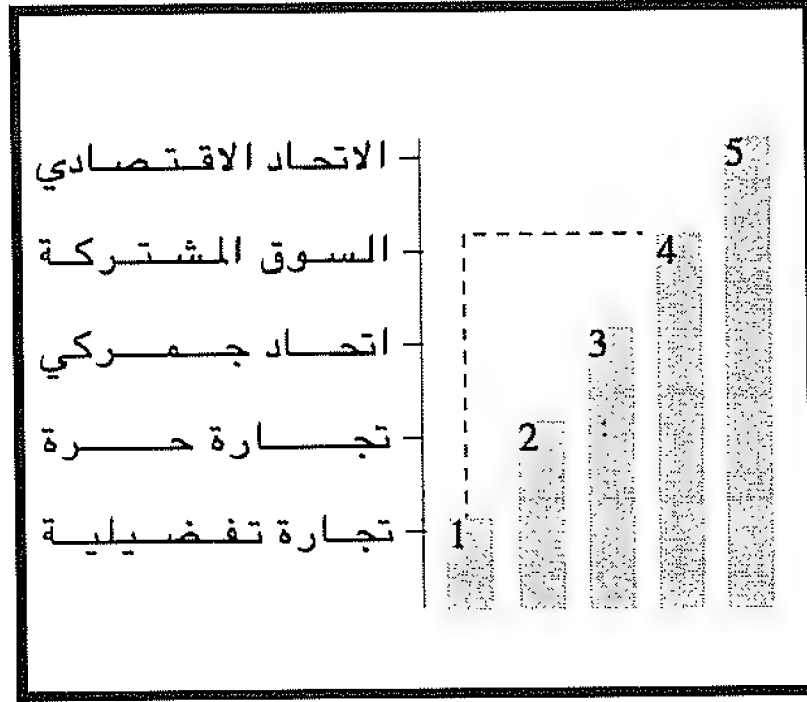 الاتحاد الاقتصادي
السوق المشتركة
اتحاد جمركي
تجارة حرة
تجارة تفضيلية
1
2
3
4
5